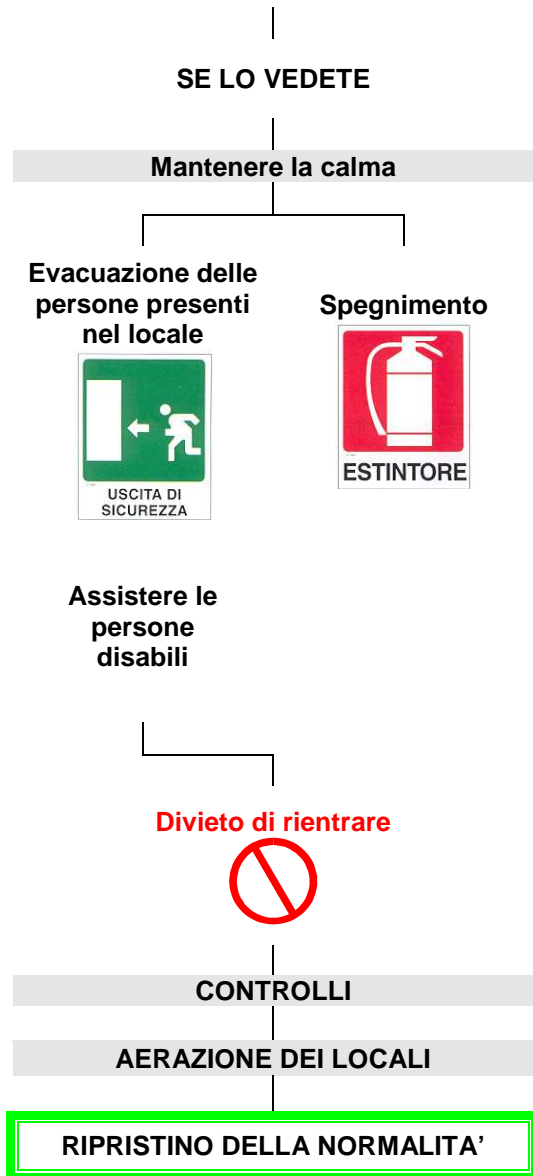 SE LO VEDETE
Mantenere la calma
Evacuazione delle
persone presenti
nel locale
Spegnimento
USCITA DI
SICUREZZA
ESTINTORE
Assistere le
persone
disabili
Divieto di rientrare
CONTROLLI
AERAZIONE DEI LOCALI
RIPRISTINO DELLA NORMALITA’